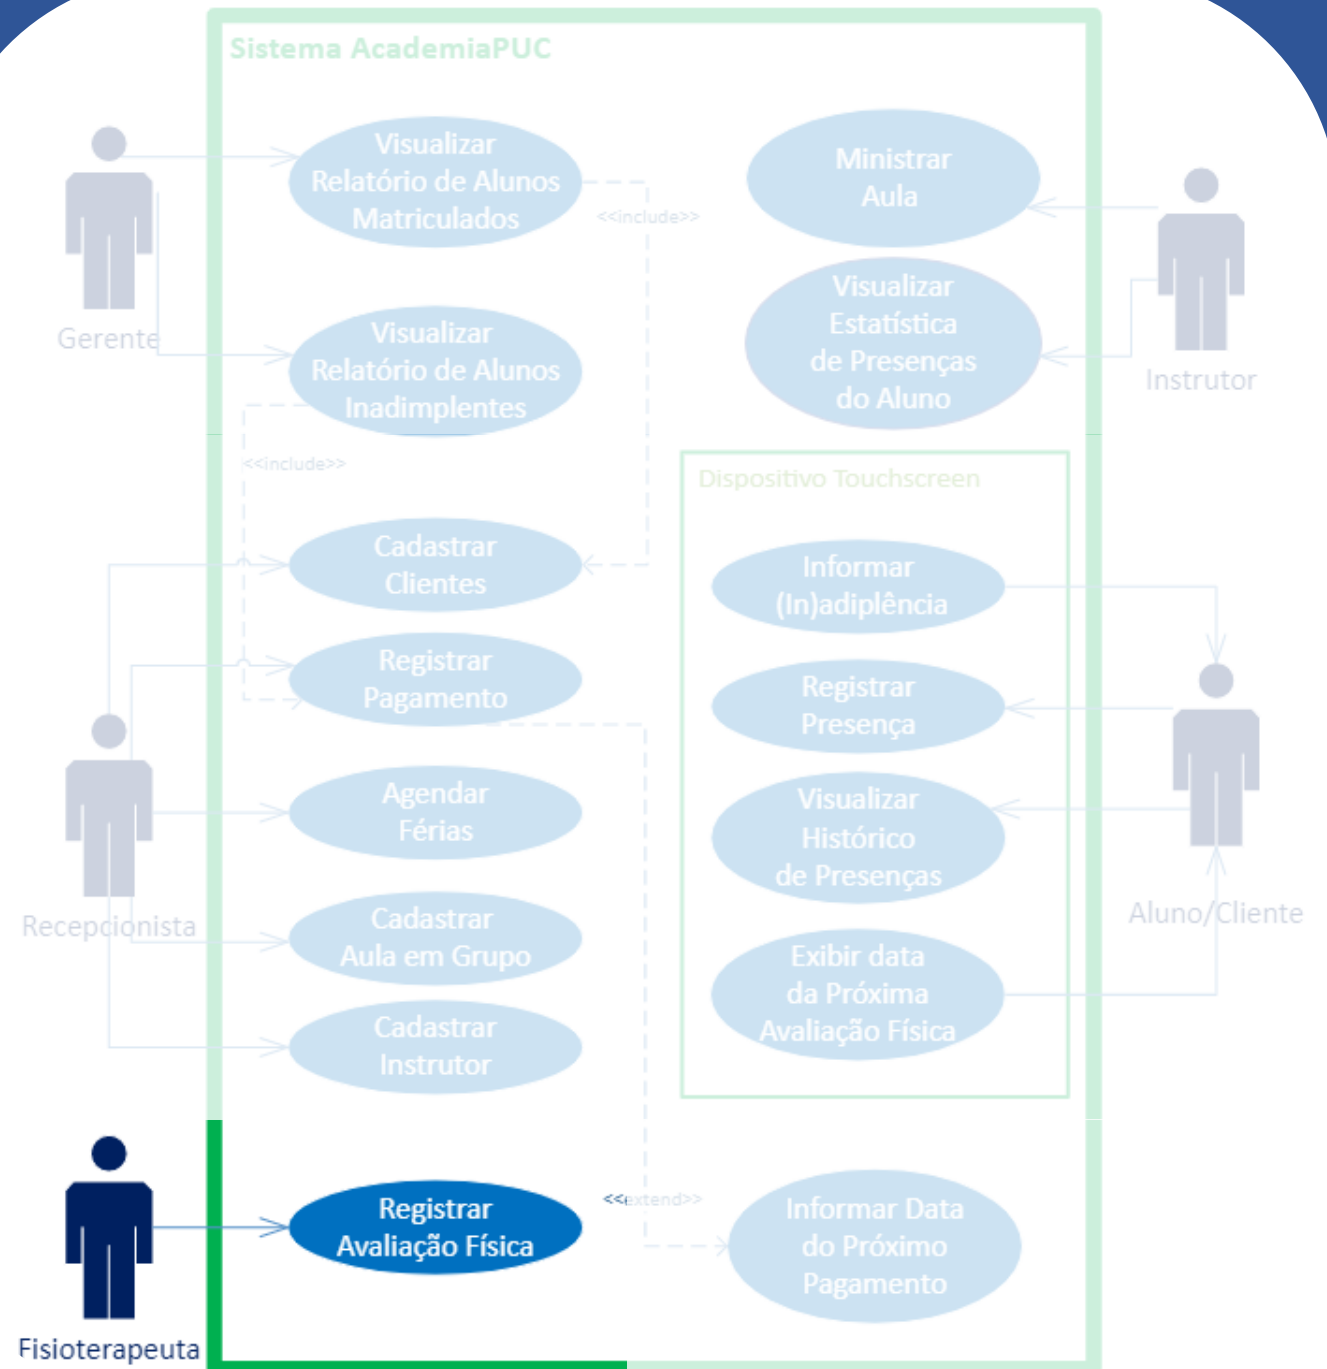 Sistema AcademiaPUC
Visualizar
Relatório de Alunos
Matriculados
<<include>>
Gerente
Visualizar
Relatório de Alunos
Inadimplentes
<<include>>
Ministrar
Aula
Visualizar
Estatística
de Presenças
do Aluno
Instrutor
Cadastrar
Clientes
Registrar
Pagamento
Agendar
Férias
Recepcionista
Cadastrar
Aula em Grupo
Cadastrar
Instrutor
Dispositivo Touchscreen
Informar
(In)adiplência
Registrar
Presença
Visualizar
Histórico
de Presenças
Aluno/Cliente
Exibir data
da Próxima
Avaliação Física
Registrar
Avaliação Física
Fisioterapeuta
<<extend>>
Informar Data
do Próximo
Pagamento